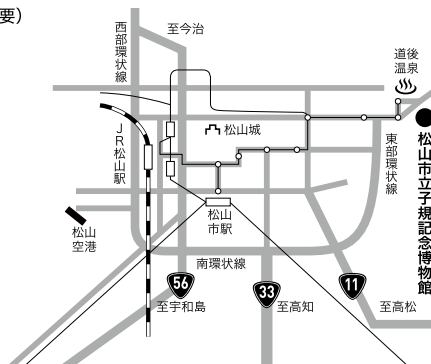 要)
西部環状線
至今治
道後
温泉
松山城
JR松山駅
東部環状線
松山市立子規記念博物館
松山
空港
松山
市駅
南環状線
56
33
11
至宇和島
至高知
至高松